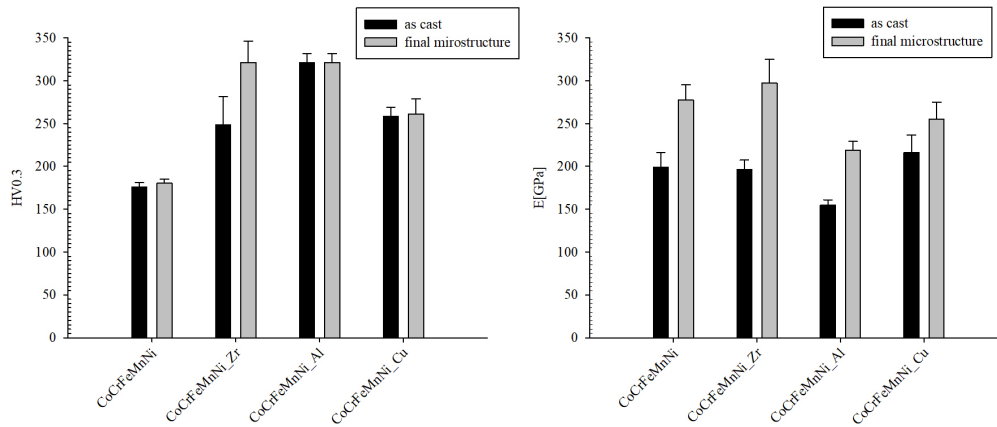 as cast
final mirostructure
350
300
250
200
150
100
50
0
HV0.3
CoCrFeMnNi
CoCrFeMnNi_Zr
CoCrFeMnNi_Al
CoCrFeMnNi_Cu
as cast
final microstructure
350
300
250
200
150
100
50
0
E[GPa]
CoCrFeMnNi
CoCrFeMnNi_Zr
CoCrFeMnNi_Al
CoCrFeMnNi_Cu